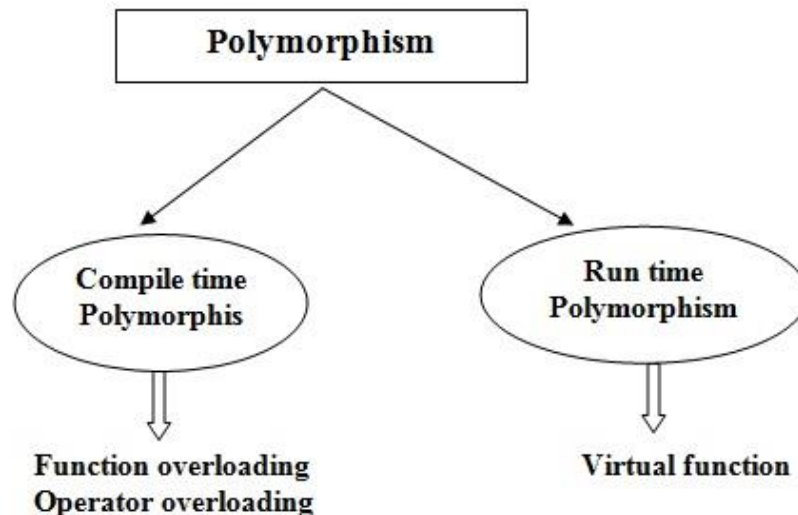 Polymorphism
Compile time
Polymorphis
Run time
Polymorphism
Function overloading
Operator overloading
Virtual function